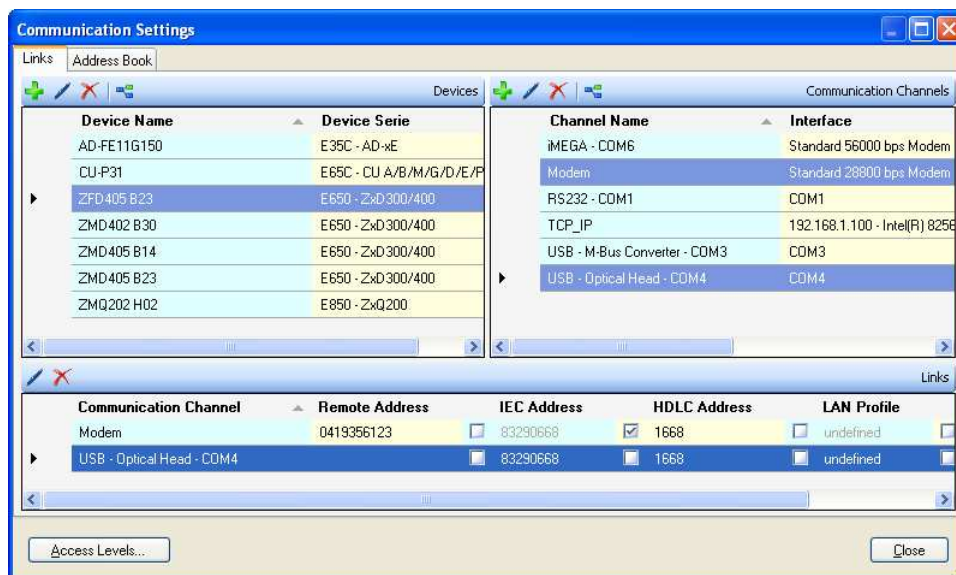 Communication Settings
Links Address Book
Devices
Device Name Device Serie
AD-FE11G150 E35C - AD-xE
CU-P31 E65C - CU A/B/M/G/D/E/P
ZFD405 B23 E650 - ZxD300/400
ZMD402 B30 E650 - ZxD300/400
ZMD405 B14 E650 - ZxD300/400
ZMD405 B23 E650 - ZxD300/400
ZMQ202 H02 E850 - ZxQ200
Communication Channels
Channel Name Interface
iMEGA - COM6 Standard 56000 bps Modem
Modem Standard 28800 bps Modem
RS232 - COM1 COM1
TCP_IP 192.168.1.100 - Intel(R) 8256
USB - M-Bus Converter - COM3 COM3
USB - Optical Head - COM4 COM4
Links
Communication Channel Remote Address IEC Address HDLC Address LAN Profile
Modem 0419356123 83290668 1668 undefined
USB - Optical Head - COM4 83290668 1668 undefined
Access Levels... Close